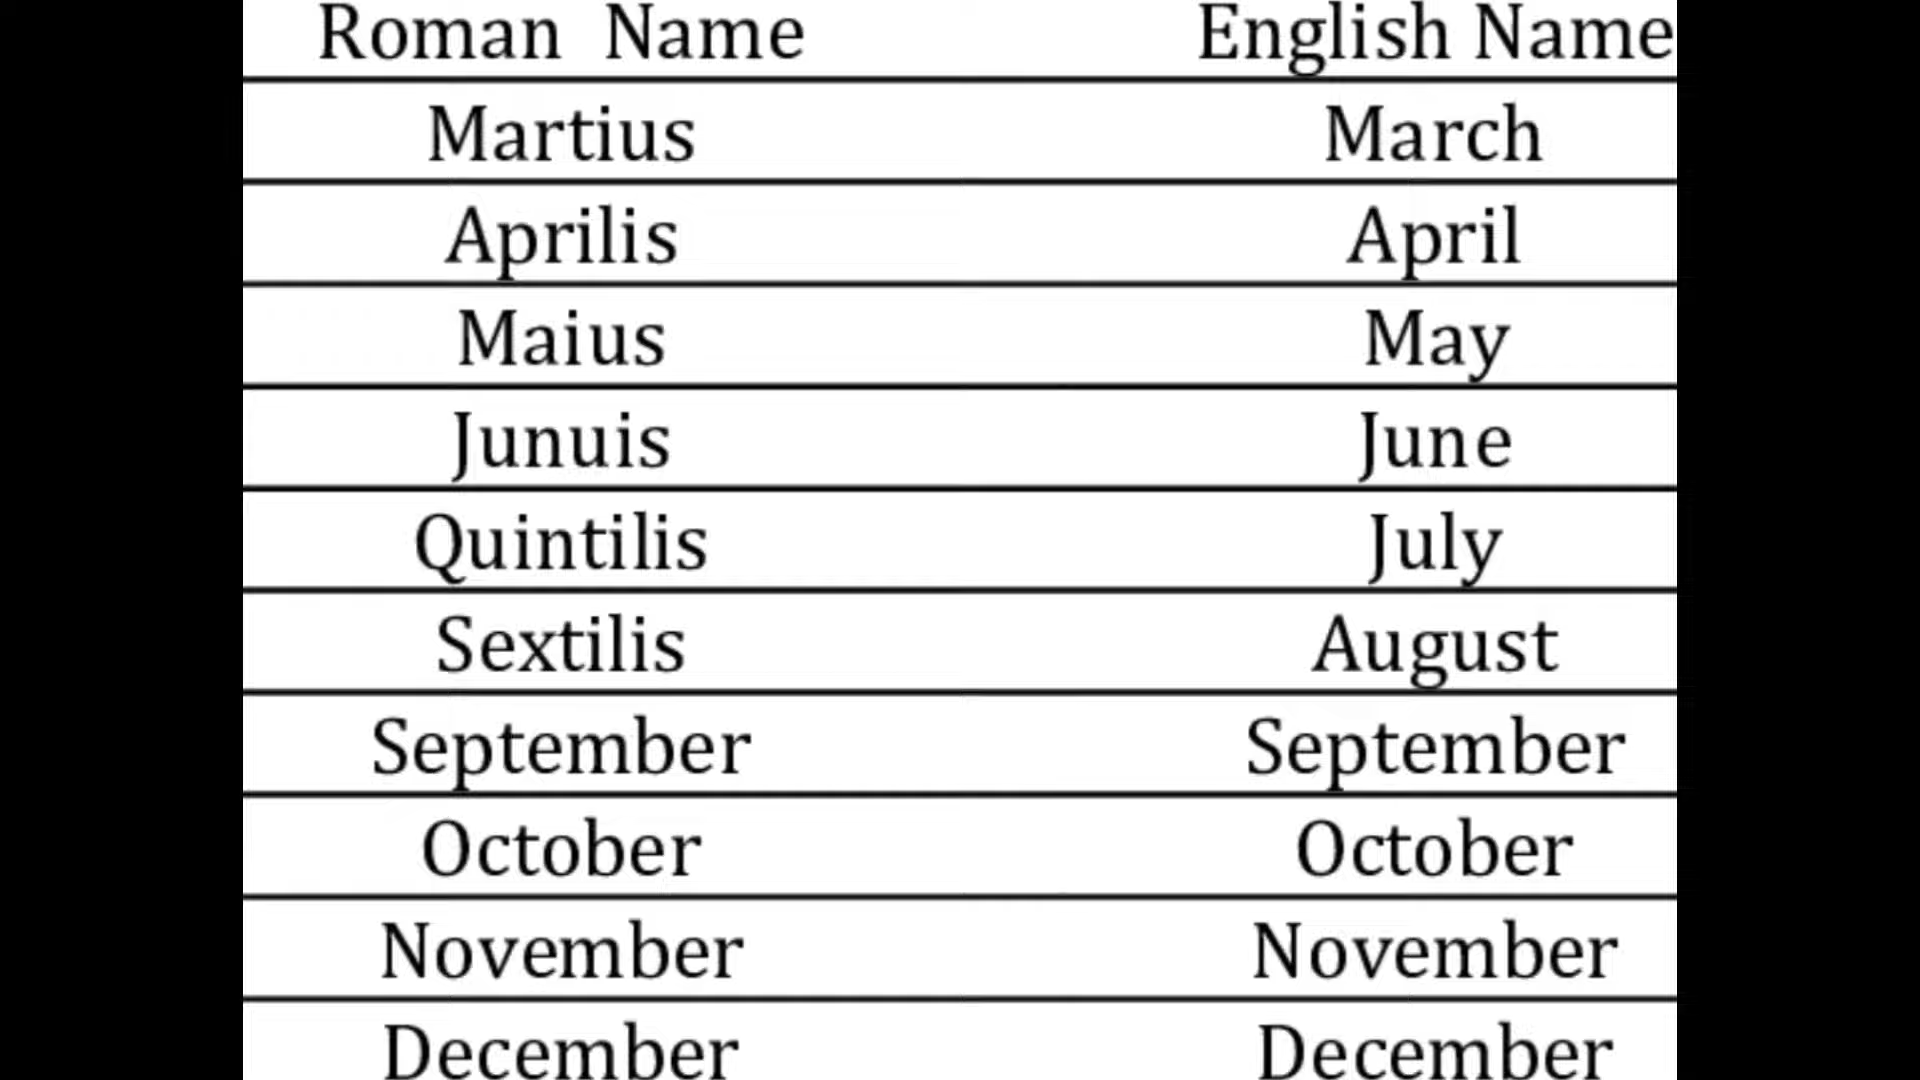 Roman Name English Name
Martius March
Aprilis April
Maius May
Junuis June
Quintilis July
Sextilis August
September September
October October
November November
December December